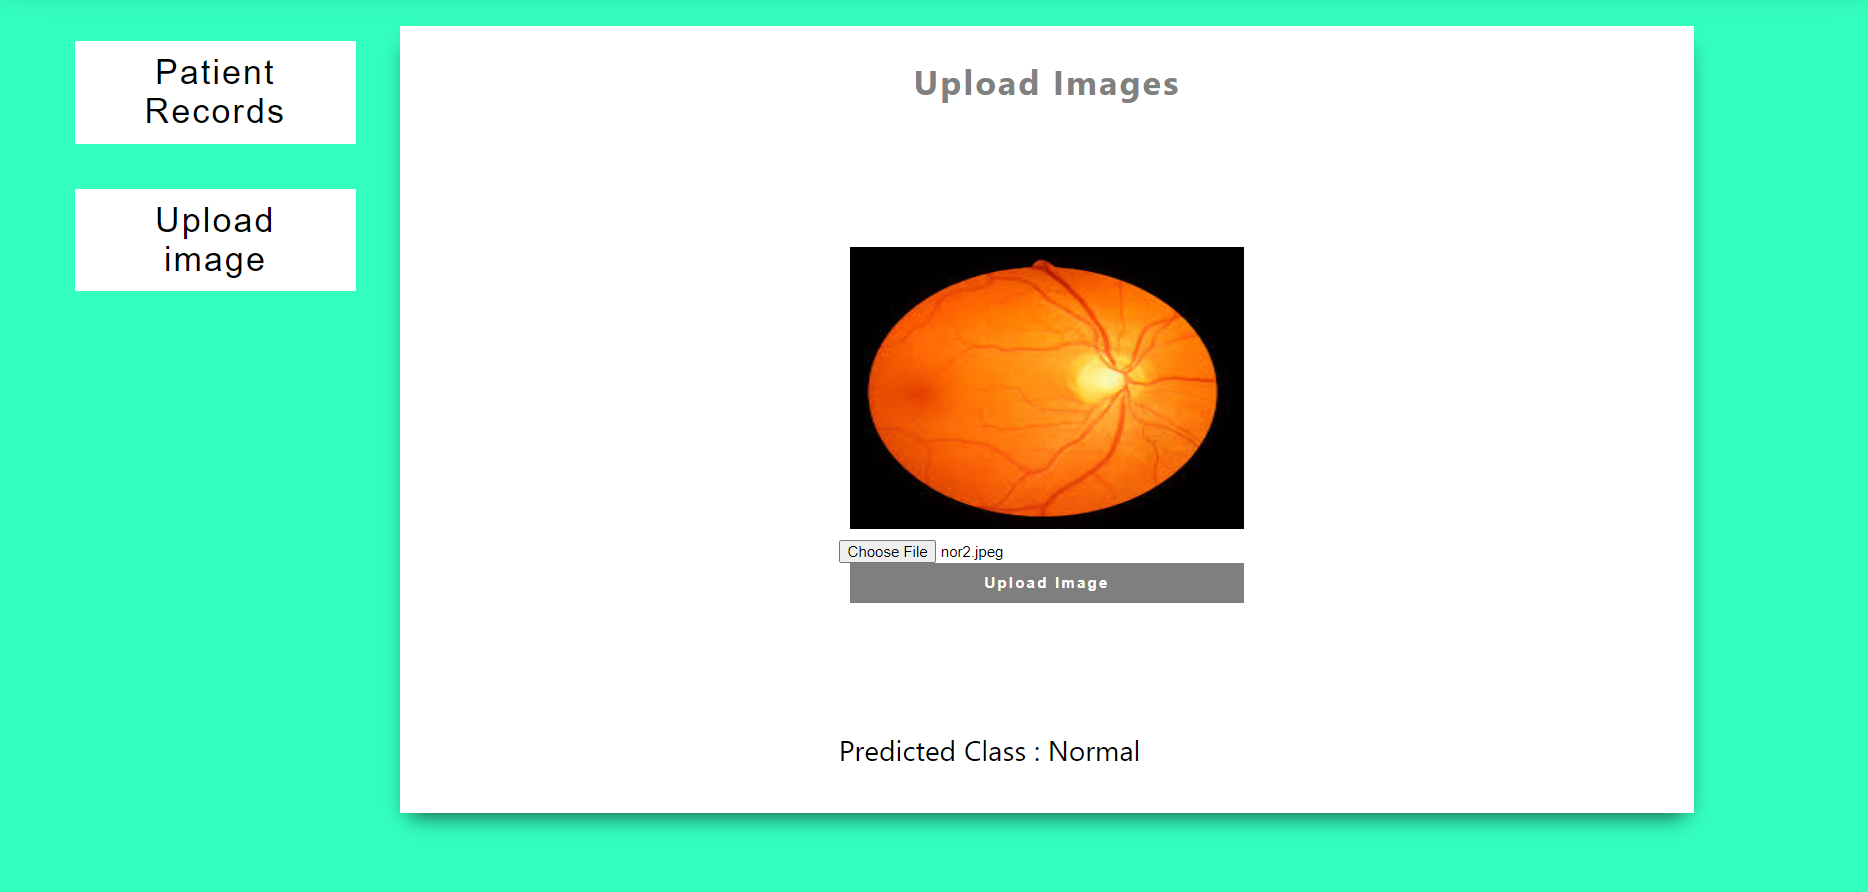 Patient
Records
Upload
image
Upload Images
Choose File nor2.jpeg
Upload Image
Predicted Class : Normal